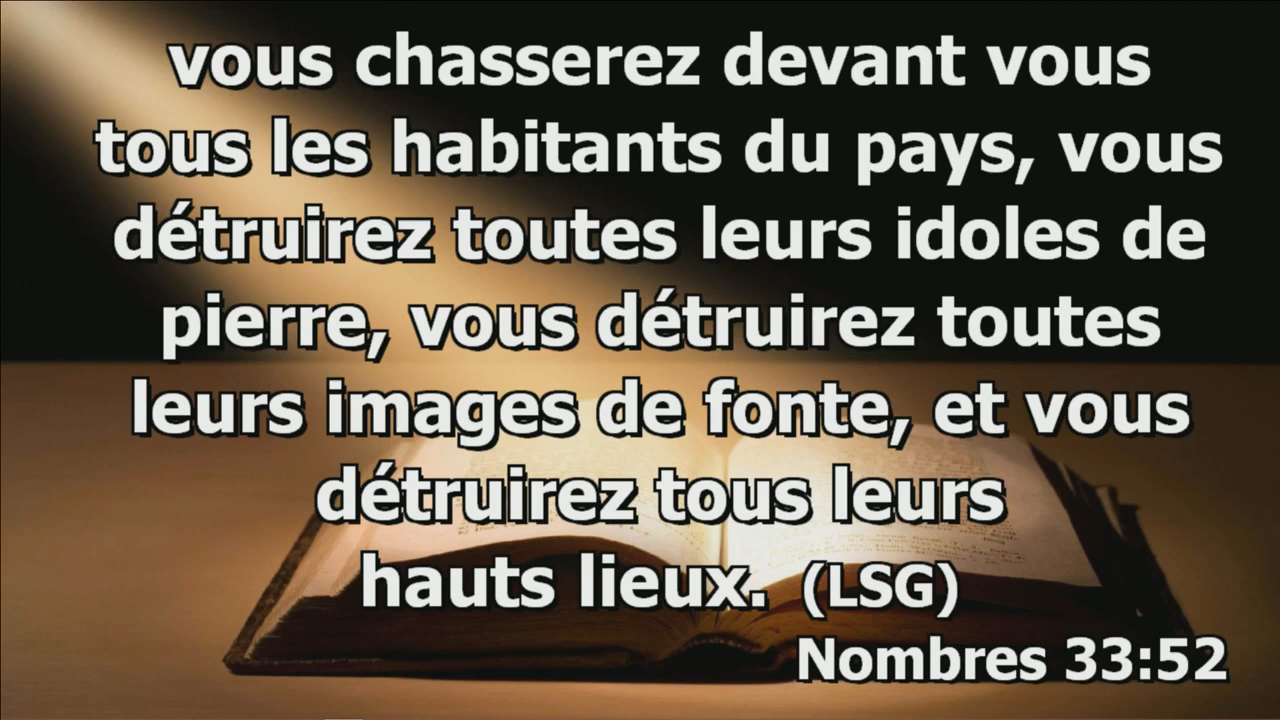 vous chasserez devant vous
tous les habitants du pays, vous
détruirez toutes leurs idoles de
pierre, vous détruirez toutes
leurs images de fonte, et vous
détruirez tous leurs
hauts lieux. (LSG)
Nombres 33:52